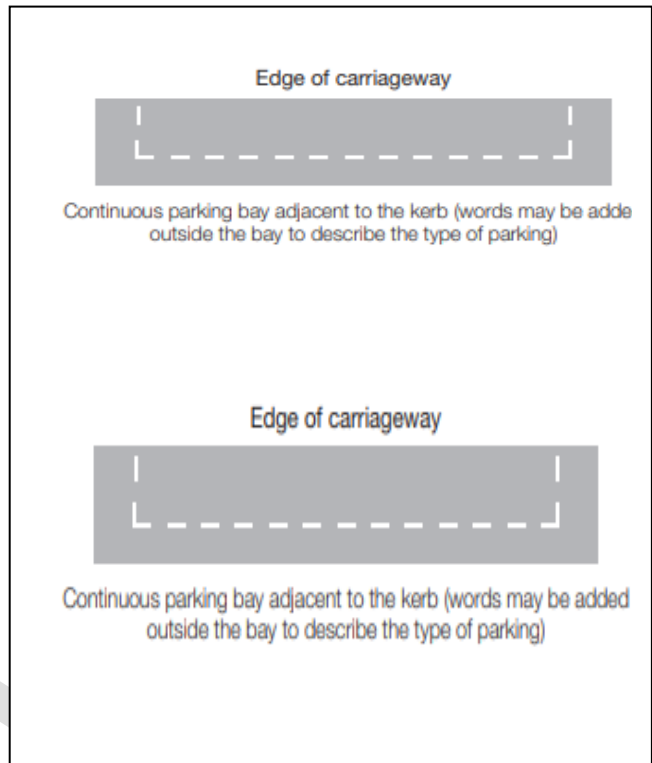 Edge of carriageway
Continuous parking bay adjacent to the kerb (words may be adde
outside the bay to describe the type of parking)
Edge of carriageway
Continuous parking bay adjacent to the kerb (words may be added
outside the bay to describe the type of parking)